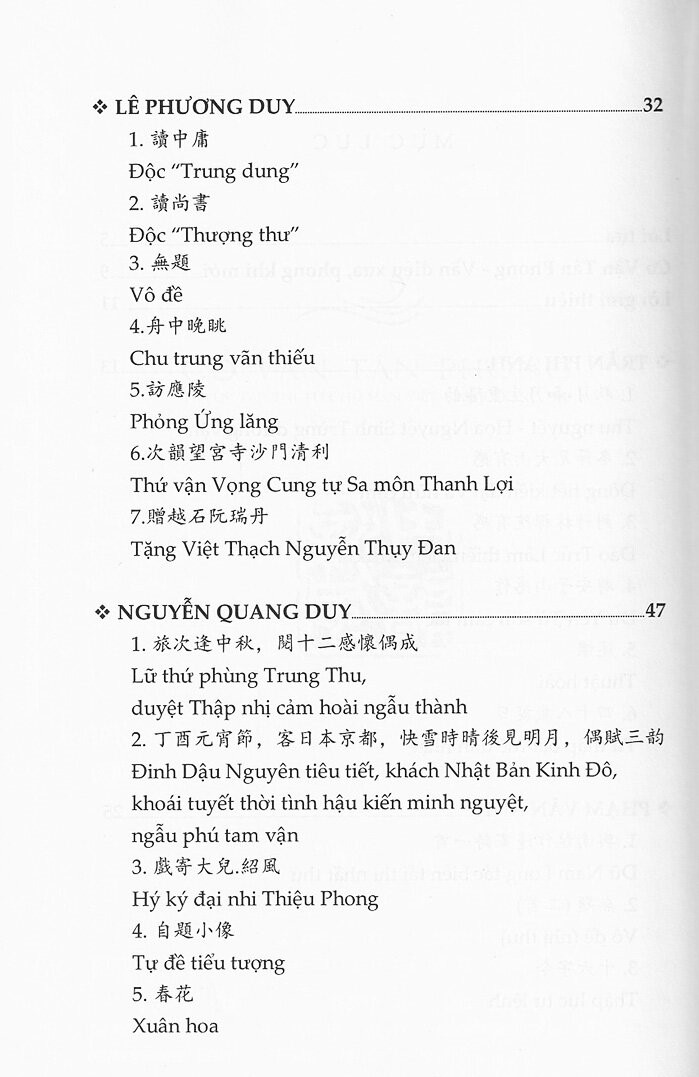 ❖ LÊ PHƯƠNG DUY 32
1. 讀中庸
Độc “Trung dung”
2. 讀尚書
Độc “Thượng thư”
3. 無題
Vô đề
4.舟中晚眺
Chu trung vãn thiếu
5.訪應陵
Phỏng Ứng lăng
6.次韻望宮寺沙門清利
Thứ vận Vọng Cung tự Sa môn Thanh Lợi
7.贈越石阮瑞丹
Tặng Việt Thạch Nguyễn Thụy Đan
❖ NGUYỄN QUANG DUY 47
1. 旅次逢中秋，閱十二感懷偶成
Lữ thứ phùng Trung Thu,
duyệt Thập nhị cảm hoài ngẫu thành
2. 丁酉元宵節，客日本京都，快雪時晴後見明月，偶賦三韵
Đinh Dậu Nguyên tiêu tiết, khách Nhật Bản Kinh Đô,
khoái tuyết thời tình hậu kiến minh nguyệt,
ngẫu phú tam vận
3. 戲寄大兒.紹風
Hý ký đại nhi Thiệu Phong
4. 自題小像
Tự đề tiểu tượng
5. 春花
Xuân hoa